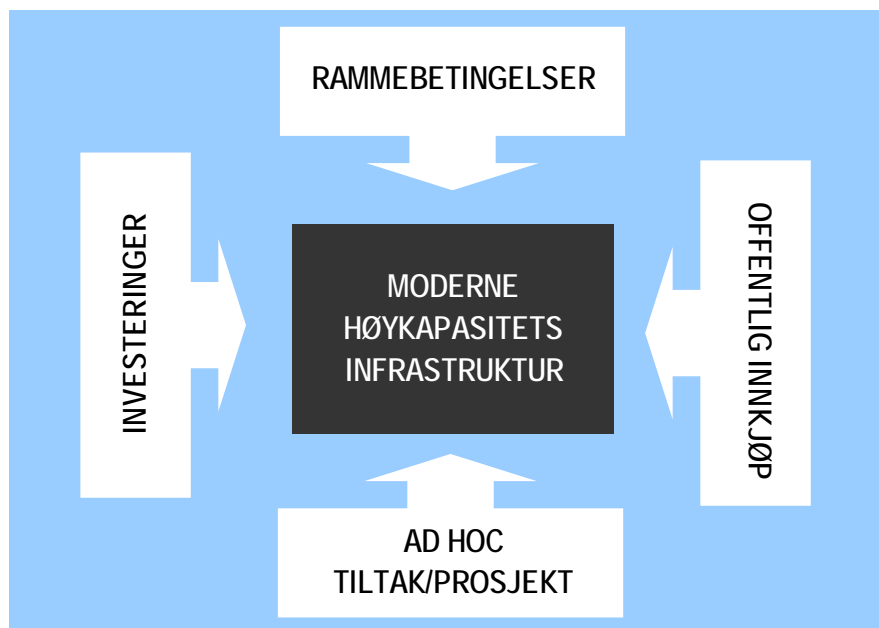 RAMMEBETINGELSER
INVESTERINGER
MODERNE
HØYKAPASITETS
INFRASTRUKTUR
OFFENTLIG INNKJØP
AD HOC
TILTAK/PROSJEKT